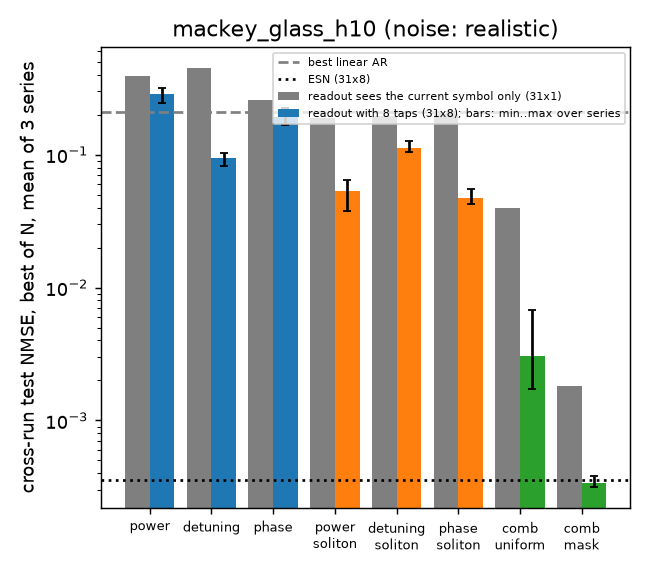 mackey_glass_h10 (noise: realistic)
cross-run test NMSE, best of N, mean of 3 series
best linear AR
ESN (31x8)
readout sees the current symbol only (31x1)
readout with 8 taps (31x8); bars: min..max over series
10⁻¹
10⁻²
10⁻³
power
detuning
phase
power
soliton
detuning
soliton
phase
soliton
comb
uniform
comb
mask